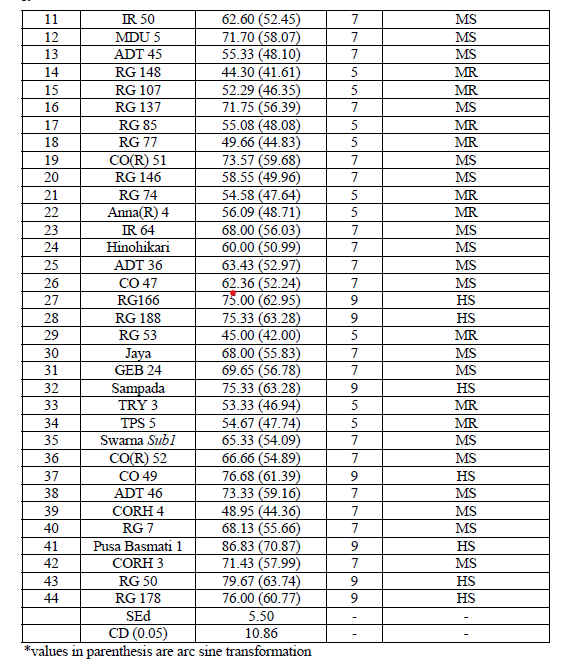 11 IR 50 62.60 (52.45) 7 MS
12 MDU 5 71.70 (58.07) 7 MS
13 ADT 45 55.33 (48.10) 7 MS
14 RG 148 44.30 (41.61) 5 MR
15 RG 107 52.29 (46.35) 5 MR
16 RG 137 71.75 (56.39) 7 MS
17 RG 85 55.08 (48.08) 5 MR
18 RG 77 49.66 (44.83) 5 MR
19 CO(R) 51 73.57 (59.68) 7 MS
20 RG 146 58.55 (49.96) 7 MS
21 RG 74 54.58 (47.64) 5 MR
22 Anna(R) 4 56.09 (48.71) 5 MR
23 IR 64 68.00 (56.03) 7 MS
24 Hinohikari 60.00 (50.99) 7 MS
25 ADT 36 63.43 (52.97) 7 MS
26 CO 47 62.36 (52.24) 7 MS
27 RG166 75.00 (62.95) 9 HS
28 RG 188 75.33 (63.28) 9 HS
29 RG 53 45.00 (42.00) 5 MR
30 Jaya 68.00 (55.83) 7 MS
31 GEB 24 69.65 (56.78) 7 MS
32 Sampada 75.33 (63.28) 9 HS
33 TRY 3 53.33 (46.94) 5 MR
34 TPS 5 54.67 (47.74) 5 MR
35 Swarna Sub1 65.33 (54.09) 7 MS
36 CO(R) 52 66.66 (54.89) 7 MS
37 CO 49 76.68 (61.39) 9 HS
38 ADT 46 73.33 (59.16) 7 MS
39 CORH 4 48.95 (44.36) 7 MS
40 RG 7 68.13 (55.66) 7 MS
41 Pusa Basmati 1 86.83 (70.87) 9 HS
42 CORH 3 71.43 (57.99) 7 MS
43 RG 50 79.67 (63.74) 9 HS
44 RG 178 76.00 (60.77) 9 HS
SEd 5.50 - -
CD (0.05) 10.86 - -
*values in parenthesis are arc sine transformation